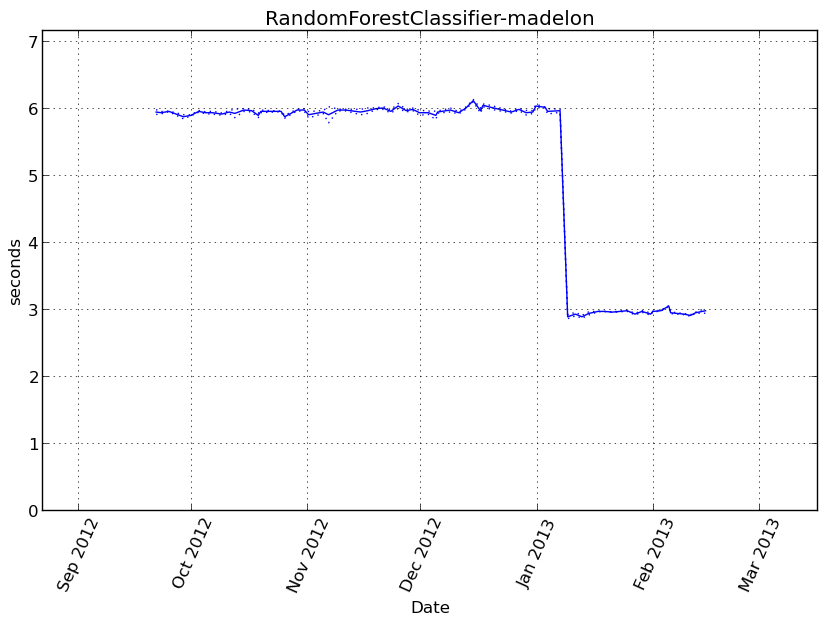 RandomForestClassifier-madelon
7
6
5
4
3
2
1
0
seconds
Sep 2012
Oct 2012
Nov 2012
Dec 2012
Jan 2013
Feb 2013
Mar 2013
Date